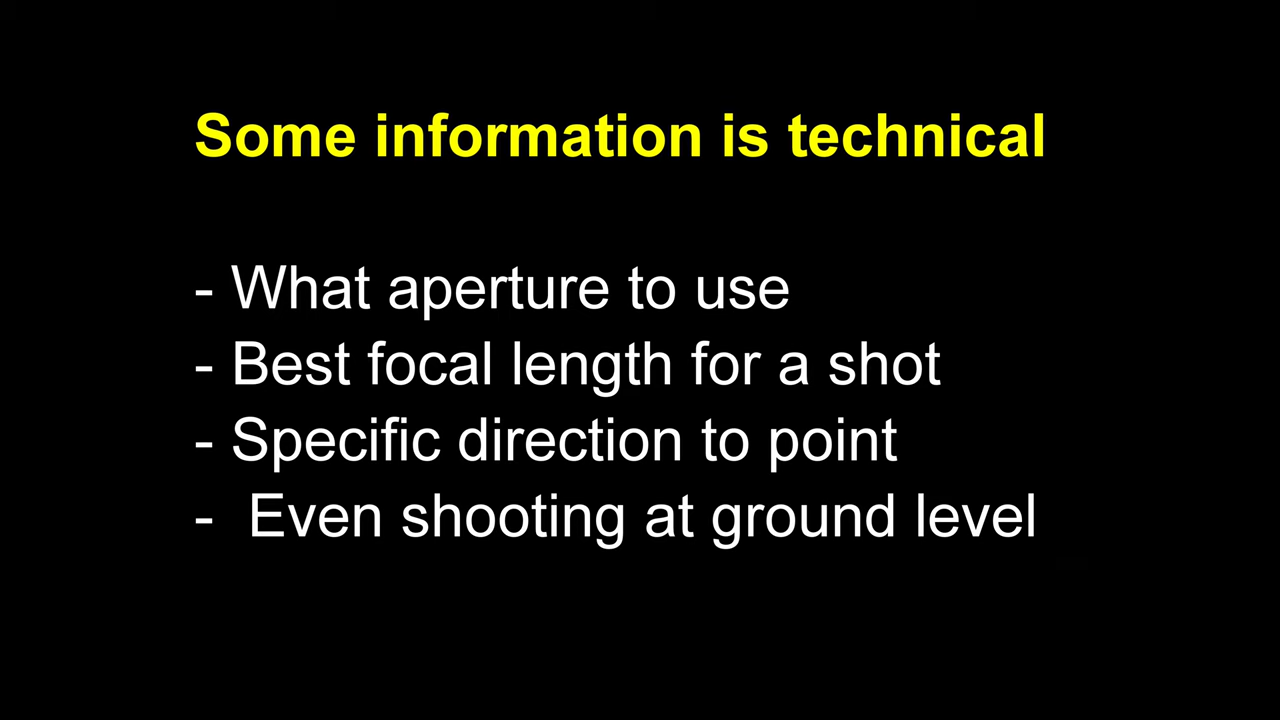 Some information is technical
- What aperture to use
- Best focal length for a shot
- Specific direction to point
-  Even shooting at ground level